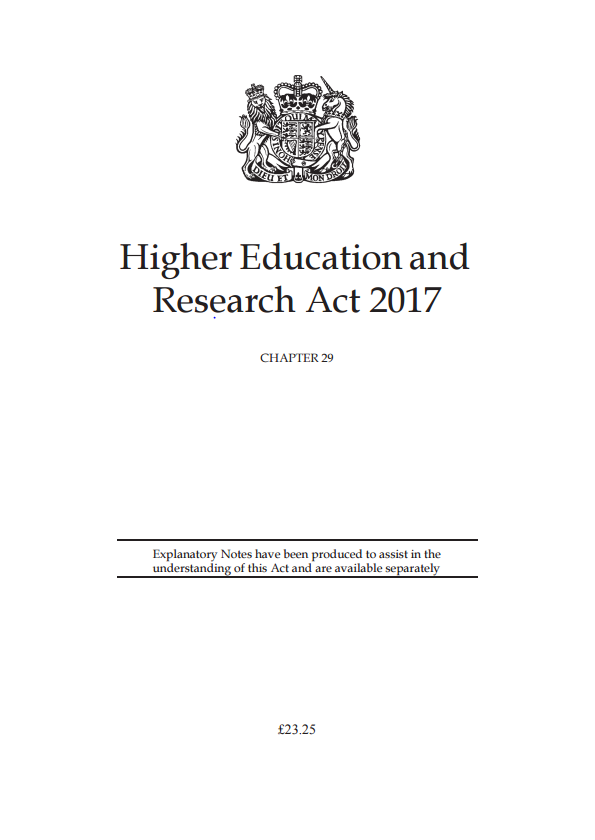 DIEU ET MON DROIT
Higher Education and
Research Act 2017
CHAPTER 29
Explanatory Notes have been produced to assist in the
understanding of this Act and are available separately
£23.25